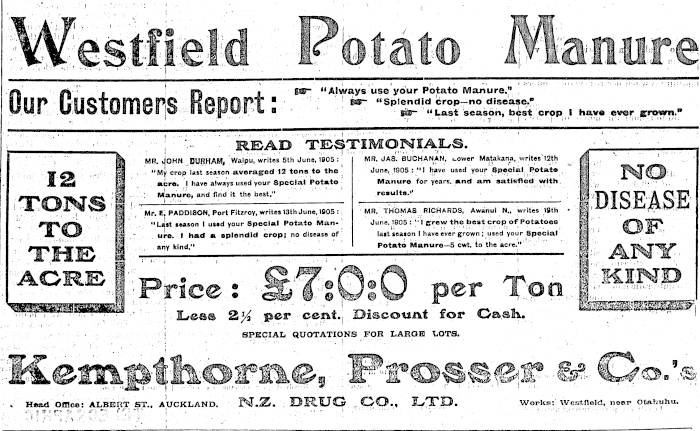 Westfield Potato Manure
Our Customers Report:
"Always use your Potato Manure."
"Splendid crop—no disease."
"Last season, best crop I have ever grown."
READ TESTIMONIALS.
12
TONS
TO
THE
ACRE
MR. JOHN DURHAM, Waipu, writes 5th June, 1905:
"My crop last season averaged 12 tons to the
acre. I have always used your Special Potato
Manure, and find it the best,"
Mr. E. PADDISON, Port Fitzroy, writes 13th June, 1905:
"Last season I used your Special Potato Man-
ure. I had a splendid crop; no disease of
any kind,"
MR. JAS. BUCHANAN, Lower Matakana, writes 12th
June, 1905: "I have used your Special Potato
Manure for years, and am satisfied with
results."
MR. THOMAS RICHARDS, Awanui N., writes 19th
June, 1905: "I grew the best crop of Potatoes
last season I have ever grown; used your Special
Potato Manure—5 cwt. to the acre."
NO
DISEASE
OF
ANY
KIND
Price: £7:0:0 per Ton
Less 2½ per cent. Discount for Cash.
SPECIAL QUOTATIONS FOR LARGE LOTS.
Kempthorne, Prosser & Co.'s
Head Office: ALBERT ST., AUCKLAND. N.Z. DRUG CO., LTD. Works: Westfield, near Otahuhu.